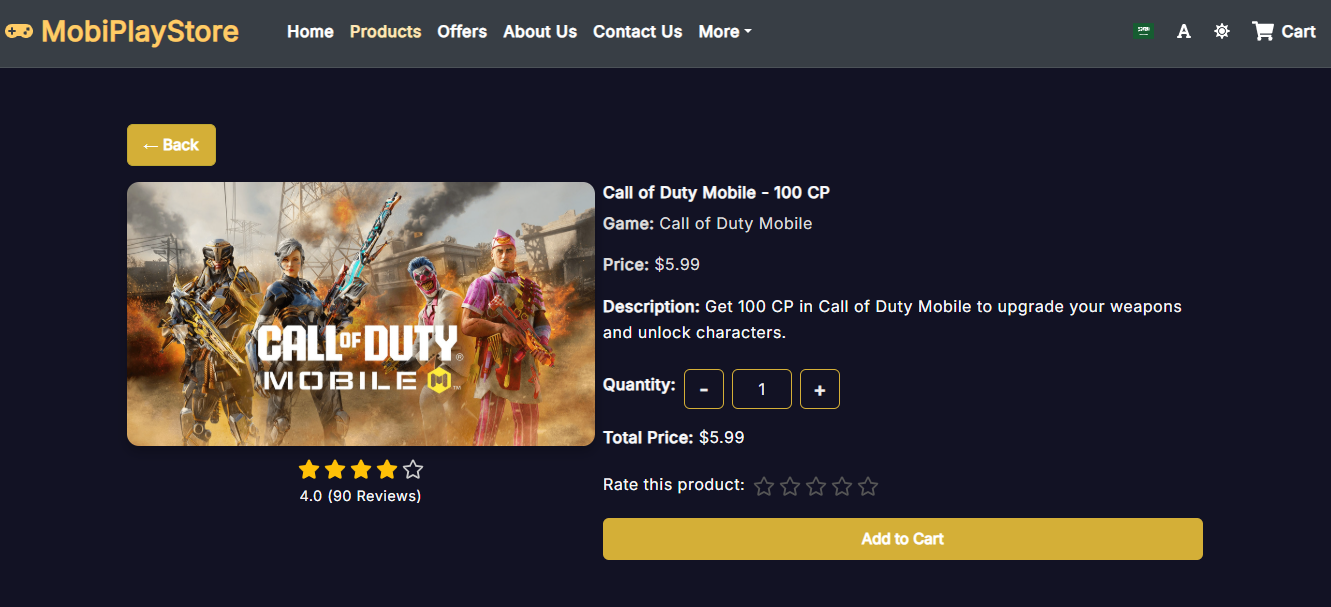 MobiPlayStore
Home Products Offers About Us Contact Us More A Cart
← Back
CALL OF DUTY®
MOBILE ™
4.0 (90 Reviews)
Call of Duty Mobile - 100 CP
Game: Call of Duty Mobile
Price: $5.99
Description: Get 100 CP in Call of Duty Mobile to upgrade your weapons
and unlock characters.
Quantity: - 1 +
Total Price: $5.99
Rate this product:
Add to Cart